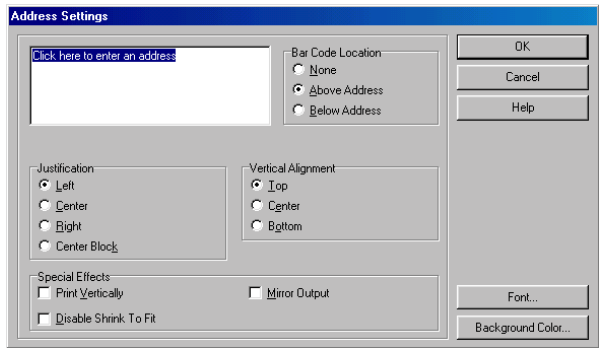 Address Settings
Click here to enter an address
Bar Code Location
None
Above Address
Below Address
OK
Cancel
Help
Justification
Left
Center
Right
Center Block
Vertical Alignment
Top
Center
Bottom
Special Effects
Print Vertically
Mirror Output
Disable Shrink To Fit
Font...
Background Color...